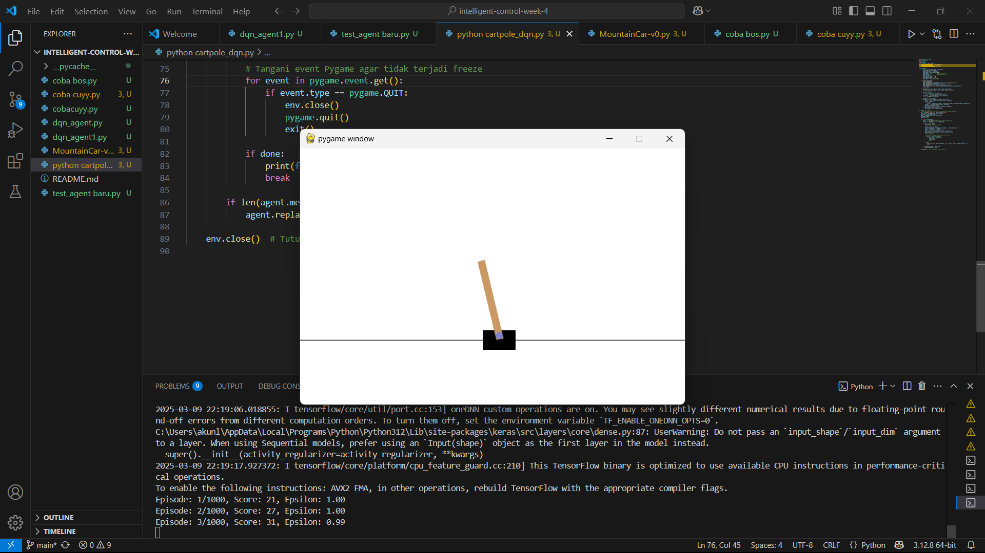 File Edit Selection View Go Run Terminal Help
intelligent-control-week-4
EXPLORER
INTELLIGENT-CONTROL-W...
__pycache__
coba bos.py U
coba cuyy.py 3, U
cobacuyy.py U
dqn_agent.py U
dqn_agent1.py U
MountainCar-v... 3, U
python cartpol... 3, U
README.md
test_agent baru.py U
OUTLINE
TIMELINE
9
Welcome
dqn_agent1.py U
test_agent baru.py U
python cartpole_dqn.py 3, U
MountainCar-v0.py 3, U
coba bos.py U
coba cuyy.py 3, U
python cartpole_dqn.py > ...
75 # Tangani event Pygame agar tidak terjadi freeze
76 for event in pygame.event.get():
77 if event.type == pygame.QUIT:
78 env.close()
79 pygame.quit()
80 exit()
81
82 if done:
83 print(f
84 break
85
86 if len(agent.me
87 agent.repla
88
89 env.close() # Tutu
90
pygame window
PROBLEMS 9 OUTPUT DEBUG CONS
Python
2025-03-09 22:19:06.018855: I tensorflow/core/util/port.cc:153] oneDNN custom operations are on. You may see slightly different numerical results due to floating-point rou
nd-off errors from different computation orders. To turn them off, set the environment variable `TF_ENABLE_ONEDNN_OPTS=0`.
C:\Users\akunl\AppData\Local\Programs\Python\Python312\Lib\site-packages\keras\src\layers\core\dense.py:87: UserWarning: Do not pass an `input_shape`/`input_dim` argument
to a layer. When using Sequential models, prefer using an `Input(shape)` object as the first layer in the model instead.
super().__init__(activity_regularizer=activity_regularizer, **kwargs)
2025-03-09 22:19:17.927372: I tensorflow/core/platform/cpu_feature_guard.cc:210] This TensorFlow binary is optimized to use available CPU instructions in performance-criti
cal operations.
To enable the following instructions: AVX2 FMA, in other operations, rebuild TensorFlow with the appropriate compiler flags.
Episode: 1/1000, Score: 21, Epsilon: 1.00
Episode: 2/1000, Score: 27, Epsilon: 1.00
Episode: 3/1000, Score: 31, Epsilon: 0.99
main* 0 9
Ln 76, Col 45 Spaces: 4 UTF-8 CRLF {} Python 3.12.8 64-bit